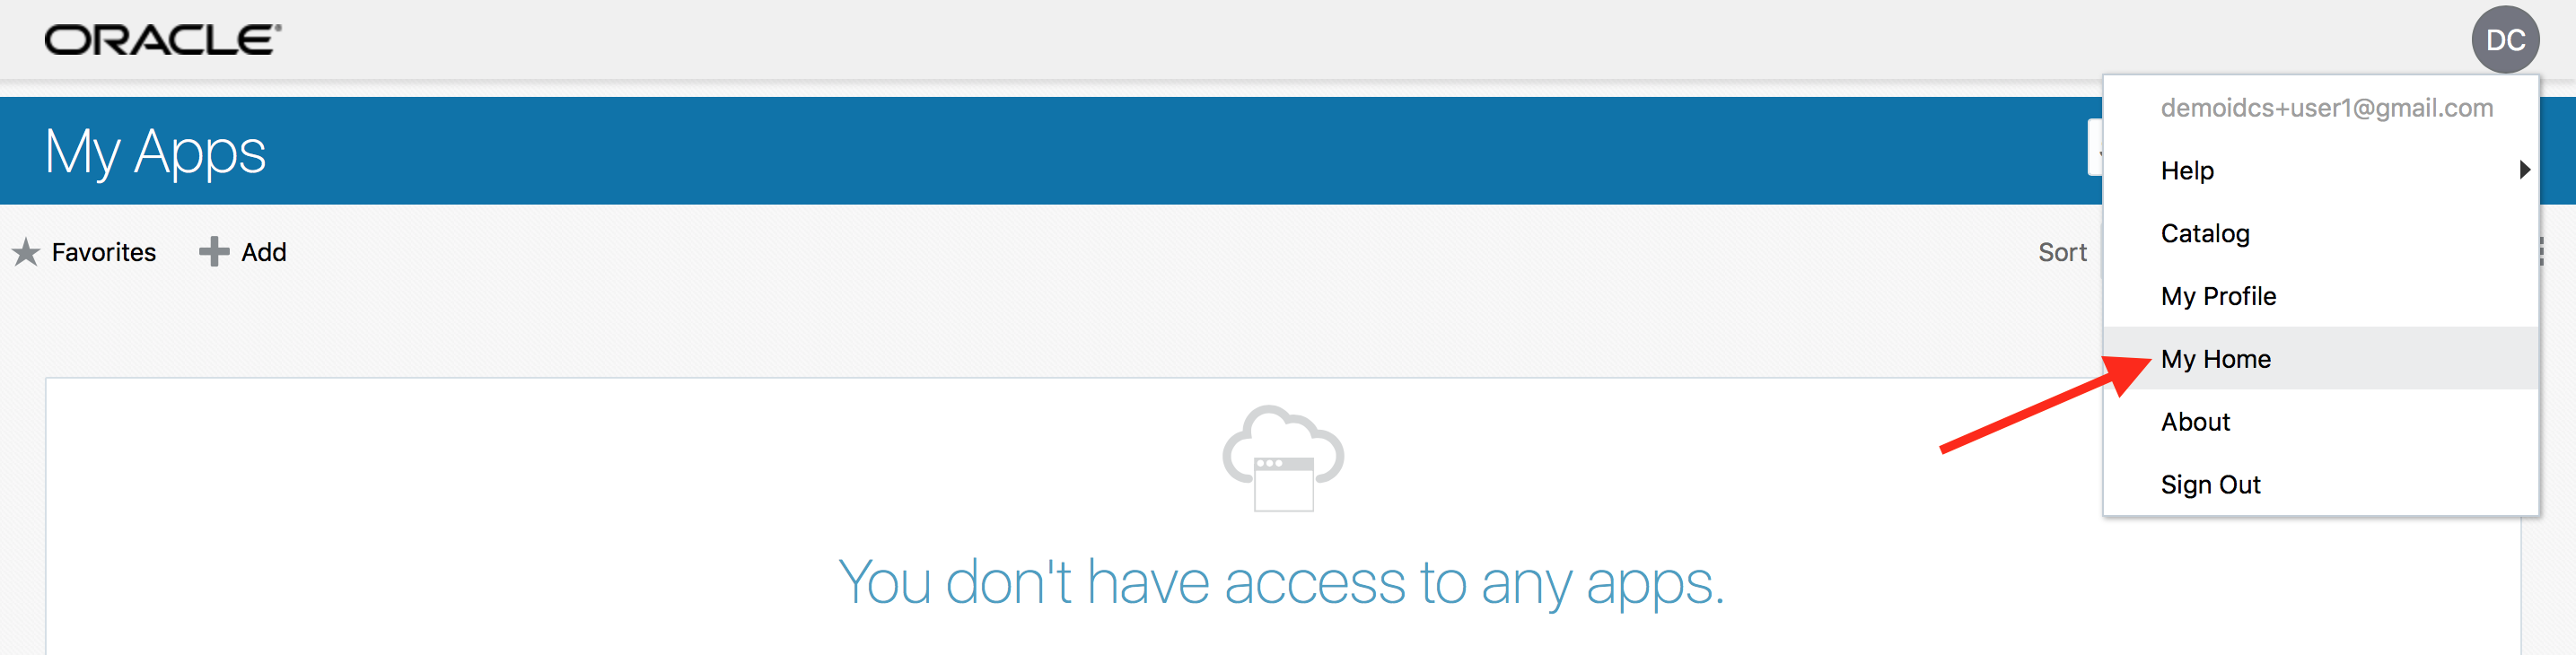 ORACLE®
DC
demoidcs+user1@gmail.com
My Apps
Help
Catalog
Favorites
Add
Sort
My Profile
My Home
About
Sign Out
You don't have access to any apps.